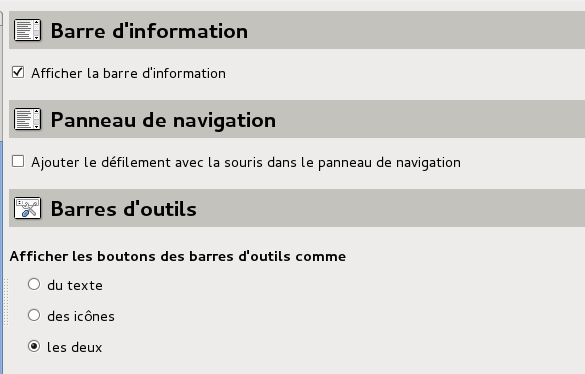 Barre d'information
Afficher la barre d'information
Panneau de navigation
Ajouter le défilement avec la souris dans le panneau de navigation
Barres d'outils
Afficher les boutons des barres d'outils comme
du texte
des icônes
les deux